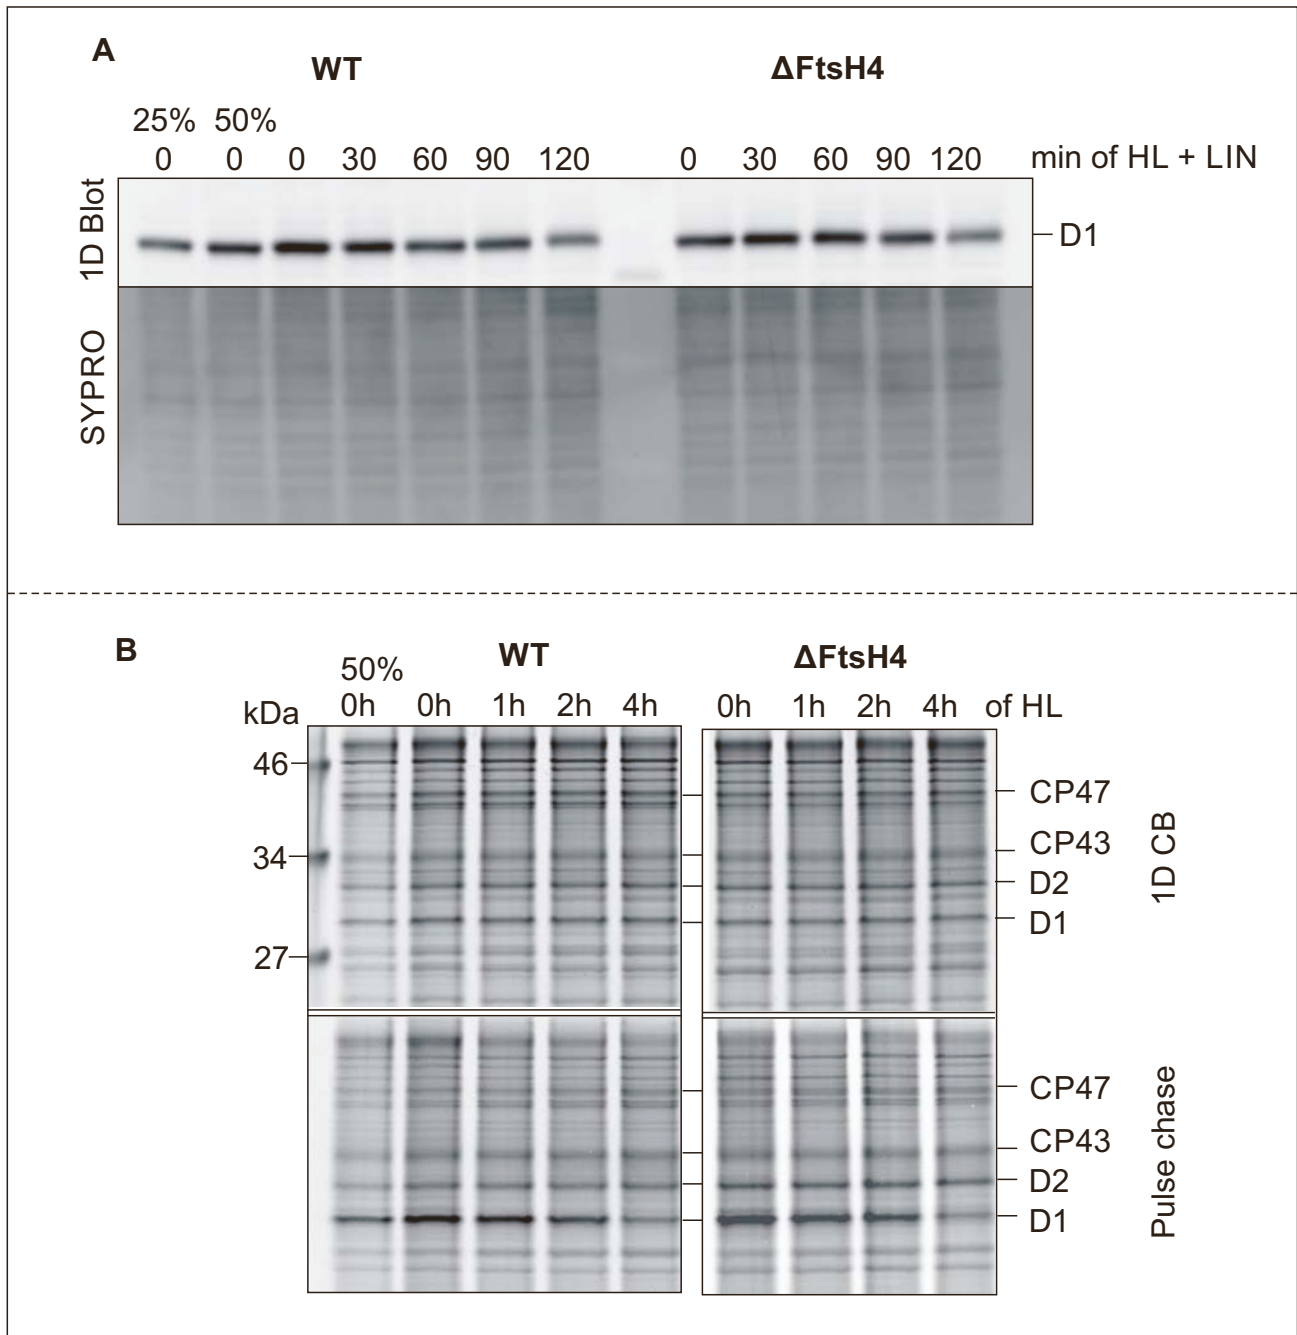 A
WT
ΔFtsH4
25% 50%
0 0 0 30 60 90 120 0 30 60 90 120 min of HL + LIN
1D Blot
D1
SYPRO
B
WT
ΔFtsH4
50%
kDa 0h 0h 1h 2h 4h 0h 1h 2h 4h of HL
46
CP47
34
CP43
D2
D1
27
1D CB
CP47
CP43
D2
D1
Pulse chase